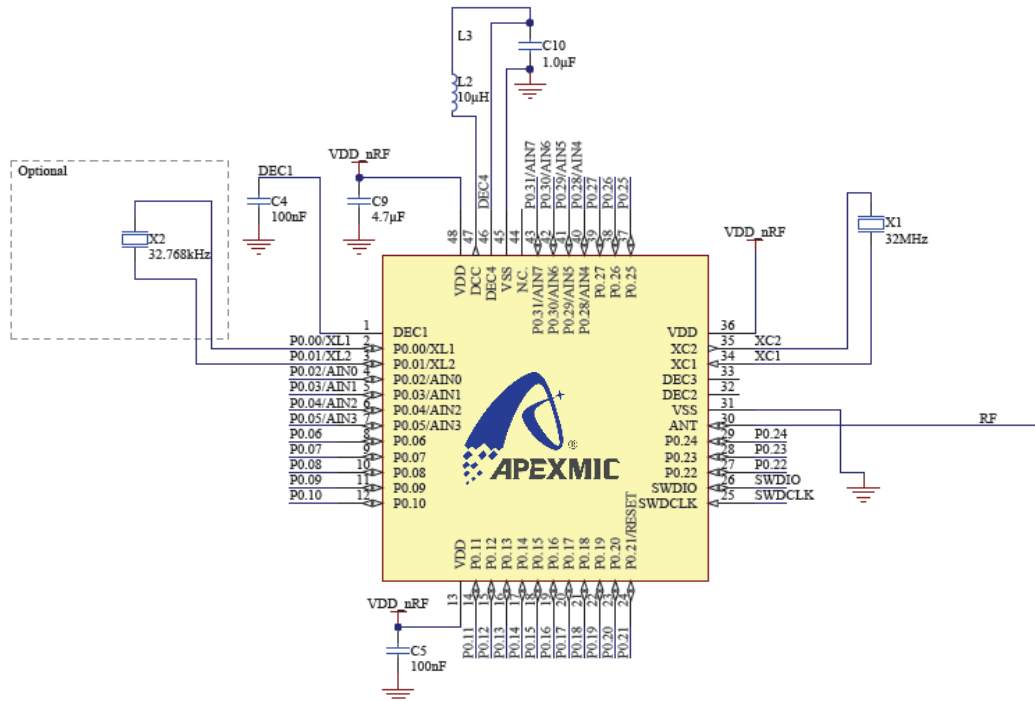 L3
C10
1.0µF
L2
10µH
Optional
X2
32.768kHz
DEC1
C4
100nF
VDD_nRF
C9
4.7µF
DEC4
P0.31/AIN7
P0.30/AIN6
P0.29/AIN5
P0.28/AIN4
P0.27
P0.26
P0.25
48
47
46
45
44
43
42
41
40
39
38
37
VDD
DCC
DEC4
VSS
N.C.
P0.31/AIN7
P0.30/AIN6
P0.29/AIN5
P0.28/AIN4
P0.27
P0.26
P0.25
VDD_nRF
X1
32MHz
P0.00/XL1
P0.01/XL2
P0.02/AIN0
P0.03/AIN1
P0.04/AIN2
P0.05/AIN3
P0.06
P0.07
P0.08
P0.09
P0.10
1
2
3
4
5
6
7
8
9
10
11
12
DEC1
P0.00/XL1
P0.01/XL2
P0.02/AIN0
P0.03/AIN1
P0.04/AIN2
P0.05/AIN3
P0.06
P0.07
P0.08
P0.09
P0.10
®
APEXMIC
VDD
XC2
XC1
DEC3
DEC2
VSS
ANT
P0.24
P0.23
P0.22
SWDIO
SWDCLK
36
35
34
33
32
31
30
29
28
27
26
25
XC2
XC1
RF
P0.24
P0.23
P0.22
SWDIO
SWDCLK
VDD
P0.11
P0.12
P0.13
P0.14
P0.15
P0.16
P0.17
P0.18
P0.19
P0.20
P0.21/RESET
13
14
15
16
17
18
19
20
21
22
23
24
VDD_nRF
C5
100nF
P0.11
P0.12
P0.13
P0.14
P0.15
P0.16
P0.17
P0.18
P0.19
P0.20
P0.21